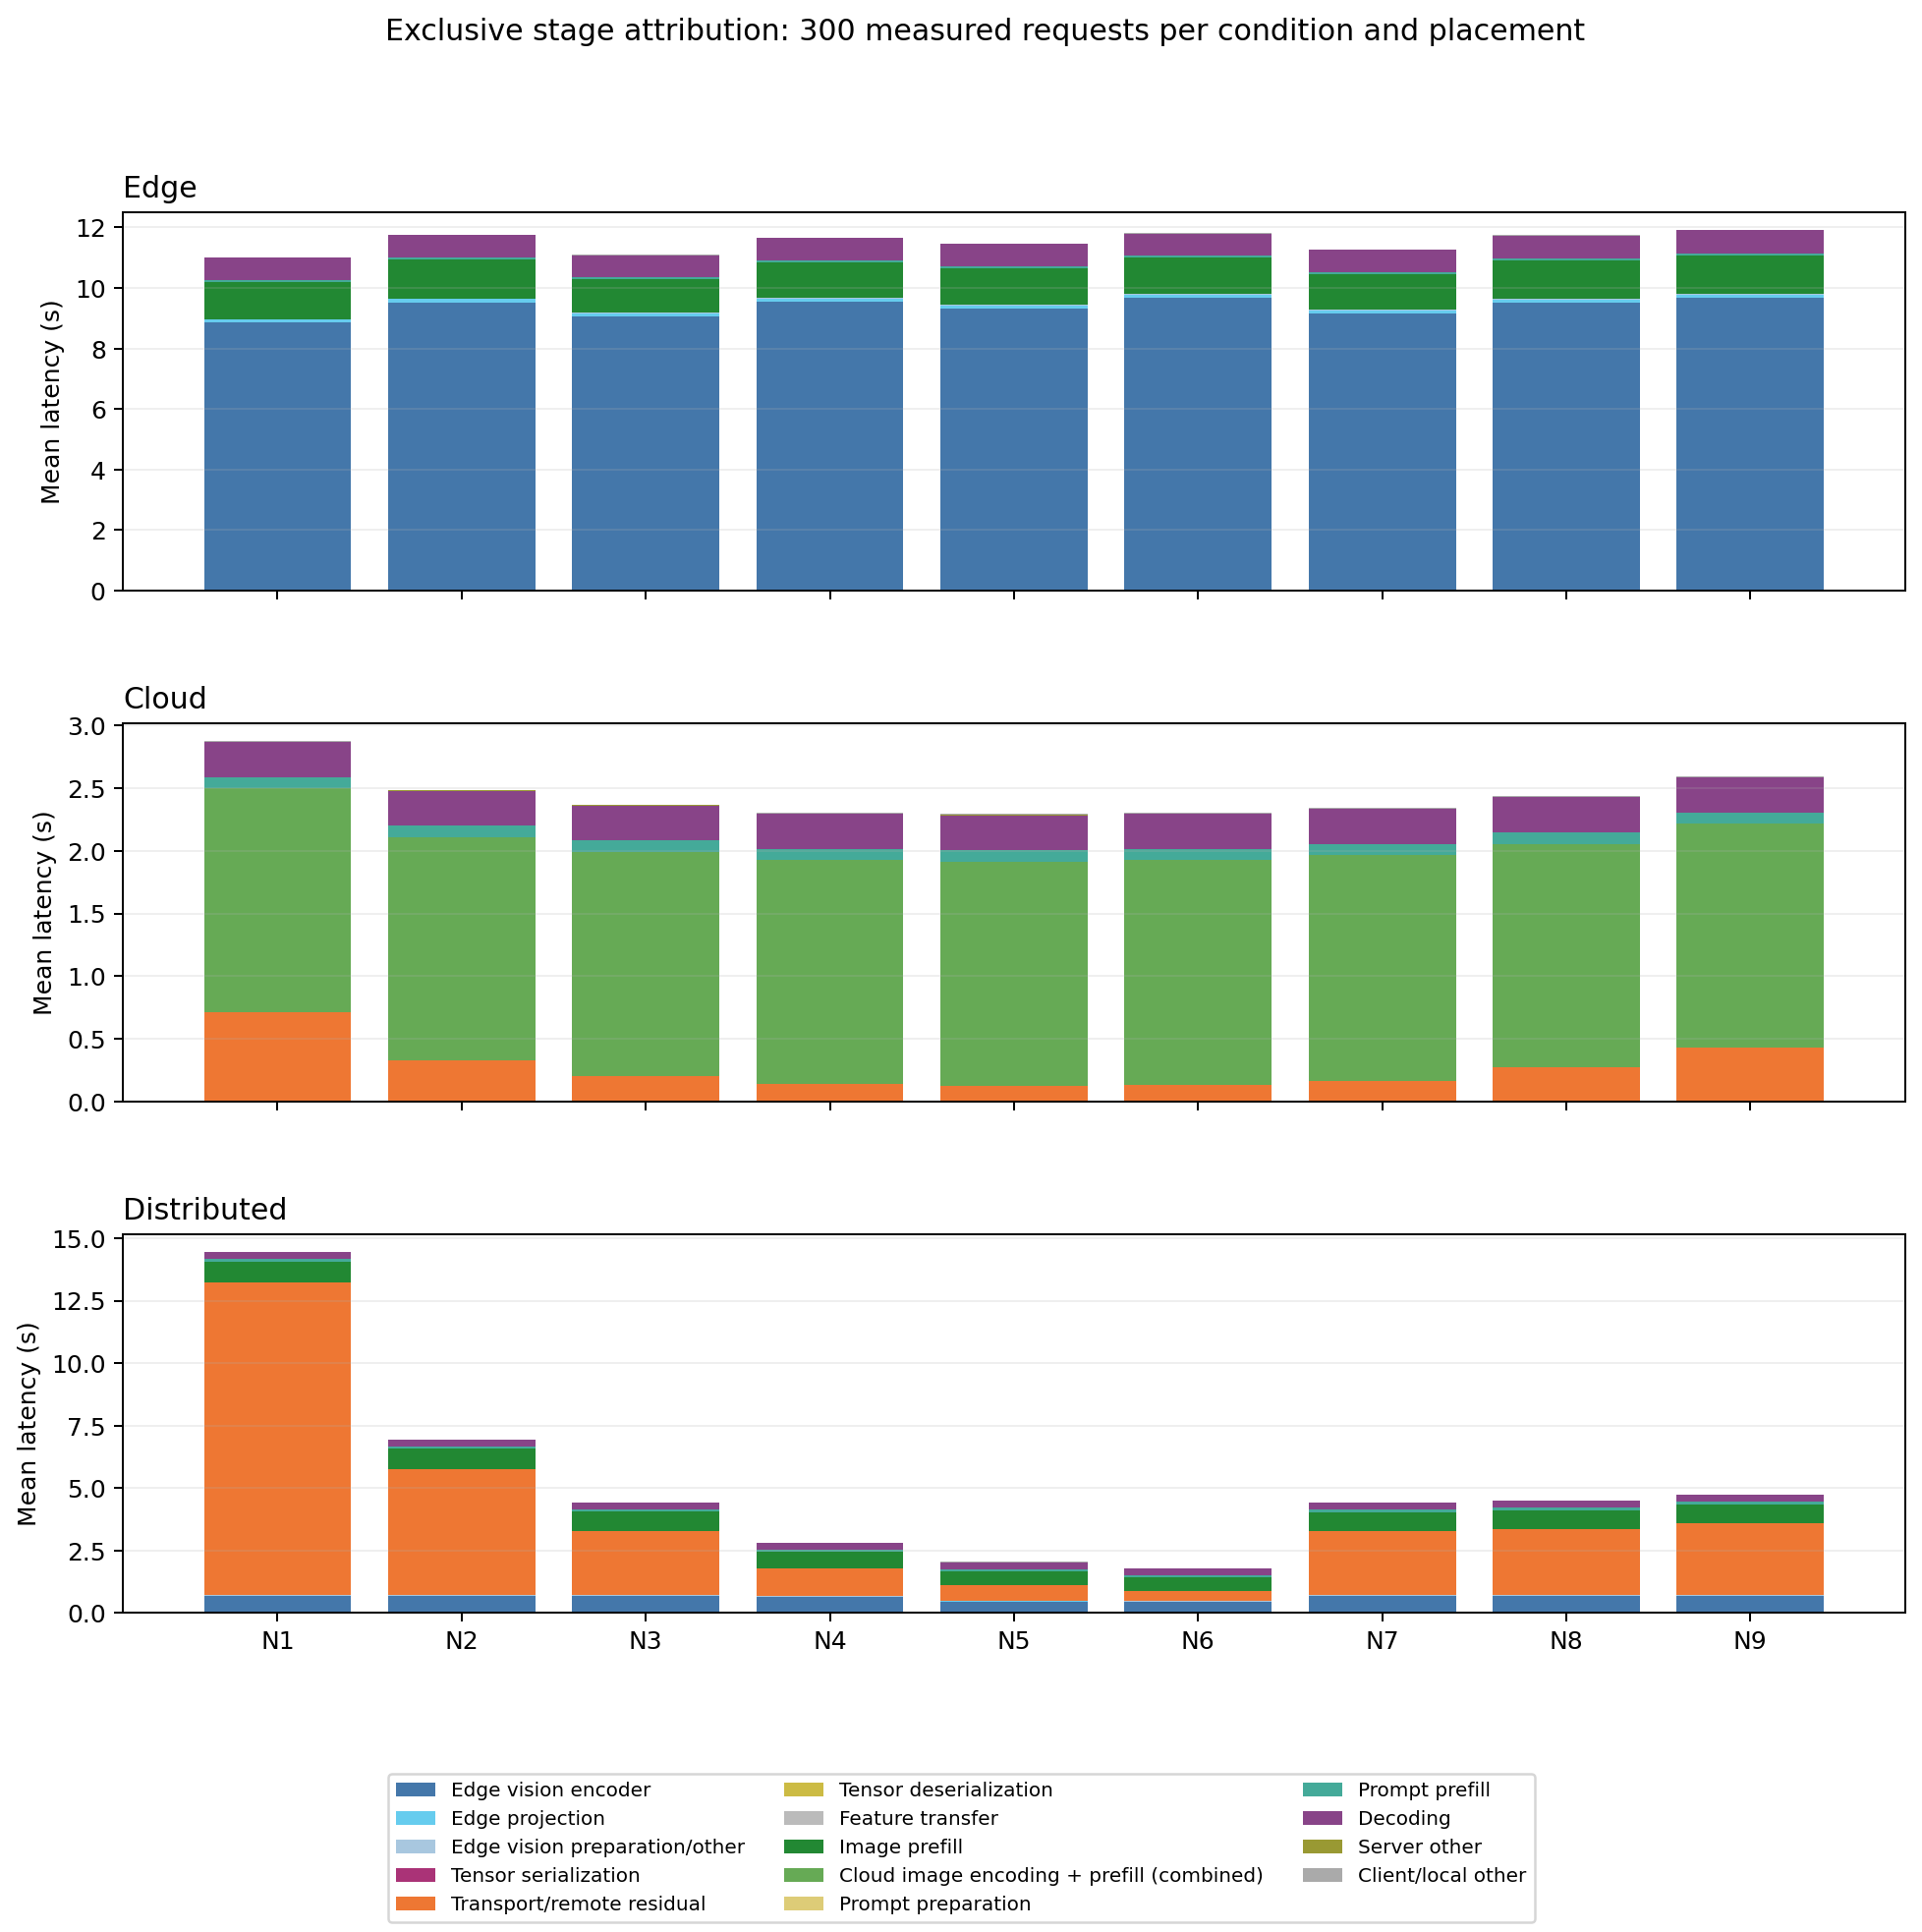 Exclusive stage attribution: 300 measured requests per condition and placement
Edge
Mean latency (s)
12
10
8
6
4
2
0
Cloud
Mean latency (s)
3.0
2.5
2.0
1.5
1.0
0.5
0.0
Distributed
Mean latency (s)
15.0
12.5
10.0
7.5
5.0
2.5
0.0
N1 N2 N3 N4 N5 N6 N7 N8 N9
Edge vision encoder
Edge projection
Edge vision preparation/other
Tensor serialization
Transport/remote residual
Tensor deserialization
Feature transfer
Image prefill
Cloud image encoding + prefill (combined)
Prompt preparation
Prompt prefill
Decoding
Server other
Client/local other